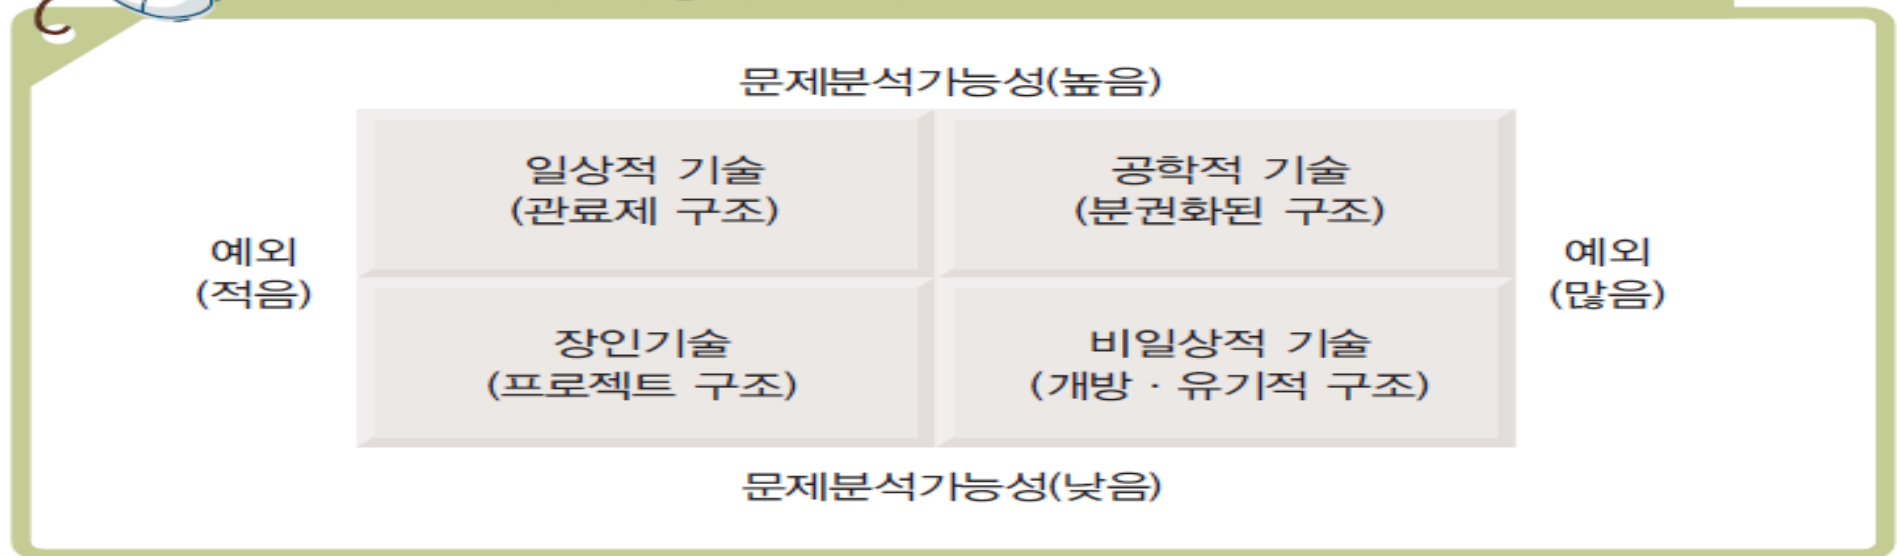 문제분석가능성(높음)
일상적 기술
(관료제 구조)
공학적 기술
(분권화된 구조)
예외
(적음)
예외
(많음)
장인기술
(프로젝트 구조)
비일상적 기술
(개방 · 유기적 구조)
문제분석가능성(낮음)